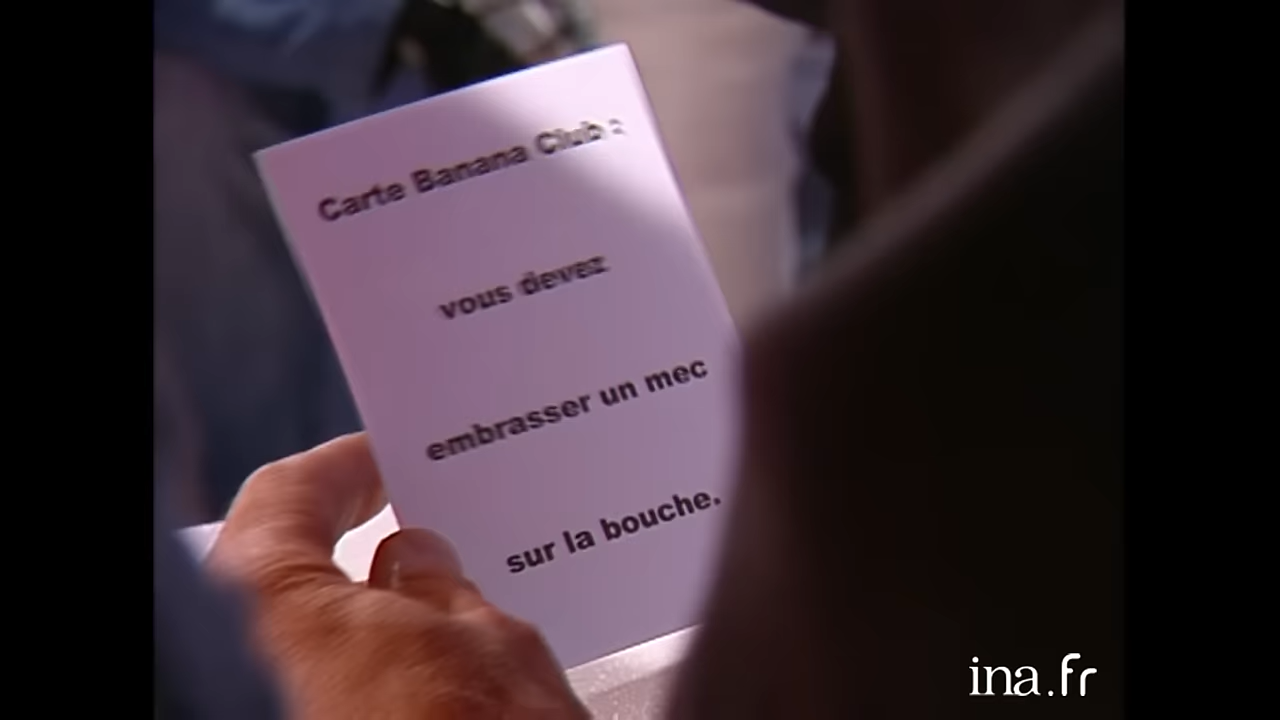 Carte Banana Club :
vous devez
embrasser un mec
sur la bouche.
ina.fr